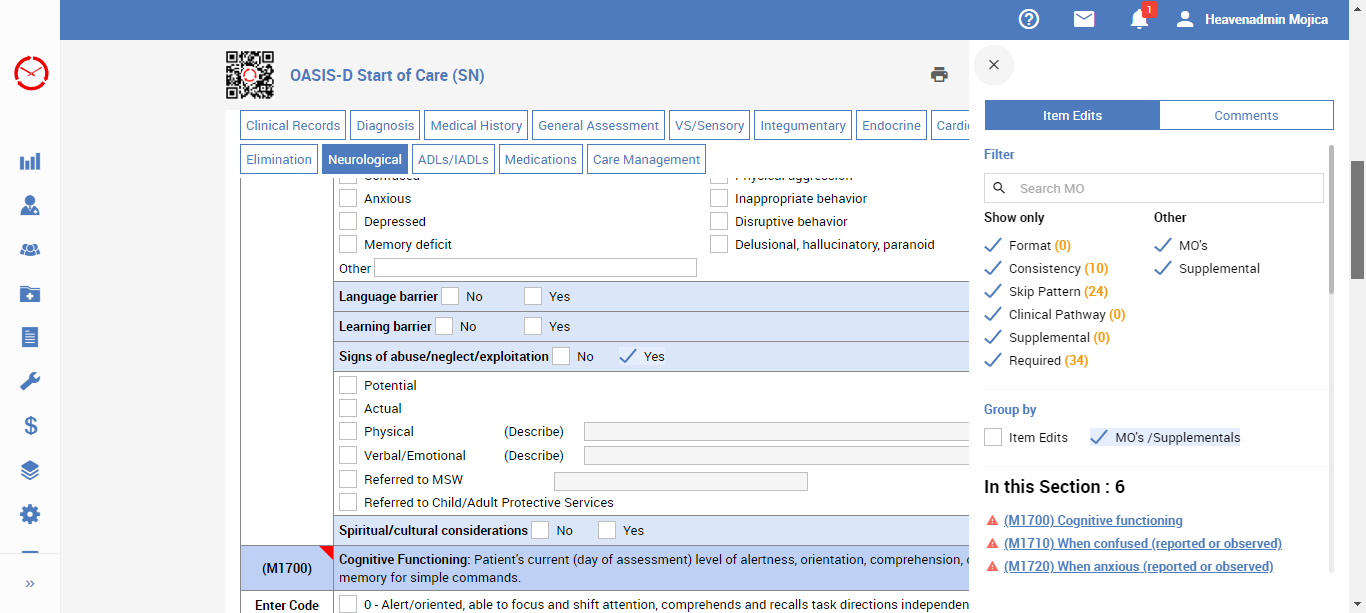 1
Heavenadmin Mojica
OASIS-D Start of Care (SN)
Clinical Records
Diagnosis
Medical History
General Assessment
VS/Sensory
Integumentary
Endocrine
Elimination
Neurological
ADLs/IADLs
Medications
Care Management
Confused
Physical aggression
Anxious
Inappropriate behavior
Depressed
Disruptive behavior
Memory deficit
Delusional, hallucinatory, paranoid
Other
Language barrier No Yes
Learning barrier No Yes
Signs of abuse/neglect/exploitation No Yes
Potential
Actual
Physical (Describe)
Verbal/Emotional (Describe)
Referred to MSW
Referred to Child/Adult Protective Services
Spiritual/cultural considerations No Yes
(M1700)
Cognitive Functioning: Patient's current (day of assessment) level of alertness, orientation, comprehension,
memory for simple commands.
Enter Code
0 - Alert/oriented, able to focus and shift attention, comprehends and recalls task directions independen
Item Edits
Comments
Filter
Search MO
Show only
Other
Format (0)
MO's
Consistency (10)
Supplemental
Skip Pattern (24)
Clinical Pathway (0)
Supplemental (0)
Required (34)
Group by
Item Edits
MO's /Supplementals
In this Section : 6
(M1700) Cognitive functioning
(M1710) When confused (reported or observed)
(M1720) When anxious (reported or observed)